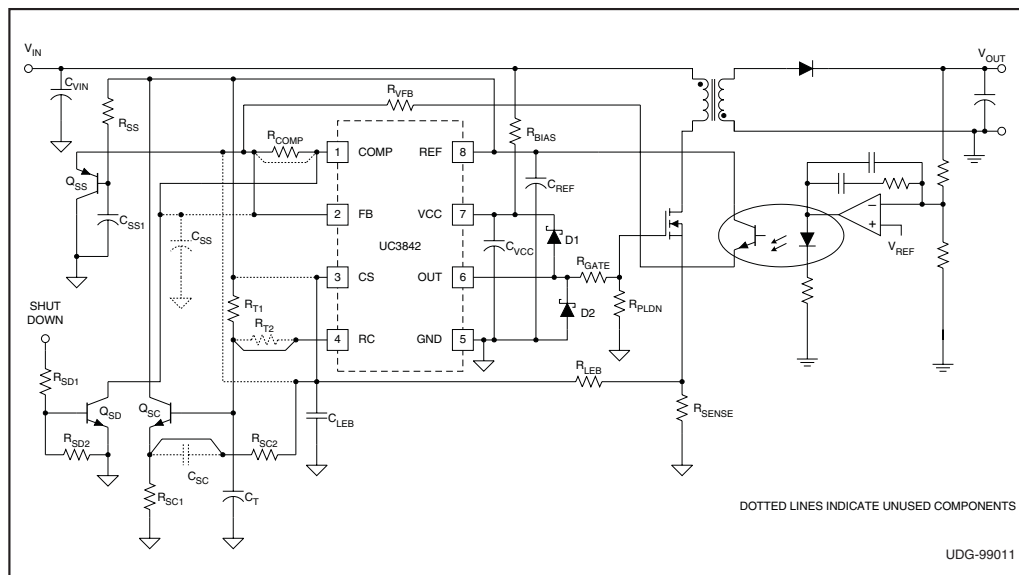 VIN
VOUT
CVIN
RSS
RVFB
RCOMP
RBIAS
1 COMP REF 8
QSS
CREF
CSS1
2 FB VCC 7
CSS
CVCC
D1
UC3842
VREF
RGATE
3 CS OUT 6
SHUT
DOWN
RT1
D2
RPLDN
RT2
4 RC GND 5
RSD1
RLEB
QSD
QSC
CLEB
RSENSE
RSD2
RSC2
CSC
RSC1
CT
DOTTED LINES INDICATE UNUSED COMPONENTS
UDG-99011